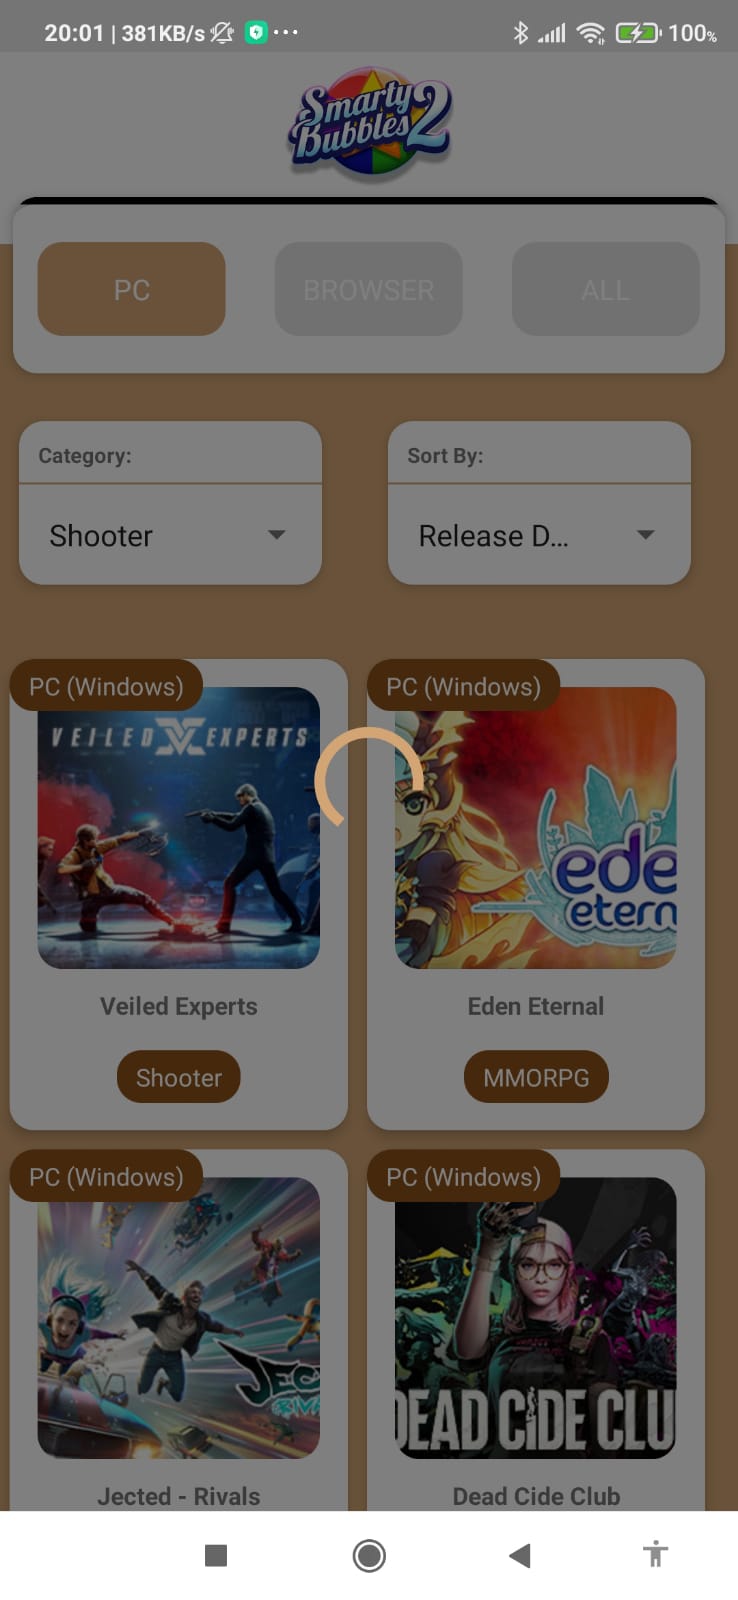 20:01 | 381KB/s ... 100%
Smarty
Bubbles 2
PC BROWSER ALL
Category: Sort By:
Shooter Release D...
PC (Windows) PC (Windows)
VEILED EXPERTS
ede
etern
Veiled Experts Eden Eternal
Shooter MMORPG
PC (Windows) PC (Windows)
JEC
RIVA
DEAD CIDE CLU
Jected - Rivals Dead Cide Club